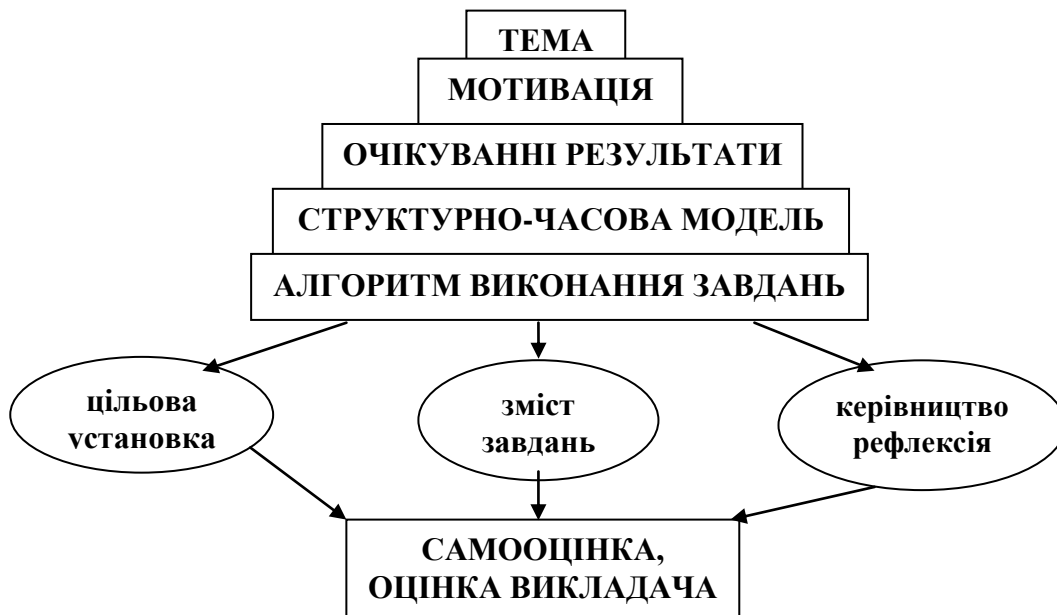 ТЕМА
МОТИВАЦІЯ
ОЧІКУВАННІ РЕЗУЛЬТАТИ
СТРУКТУРНО-ЧАСОВА МОДЕЛЬ
АЛГОРИТМ ВИКОНАННЯ ЗАВДАНЬ
цільова
установка
зміст
завдань
керівництво
рефлексія
САМООЦІНКА,
ОЦІНКА ВИКЛАДАЧА